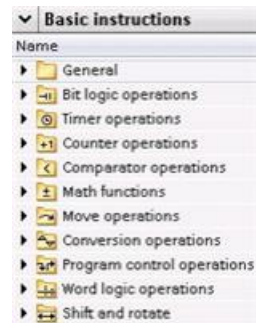 Basic instructions
Name
General
Bit logic operations
Timer operations
Counter operations
Comparator operations
Math functions
Move operations
Conversion operations
Program control operations
Word logic operations
Shift and rotate